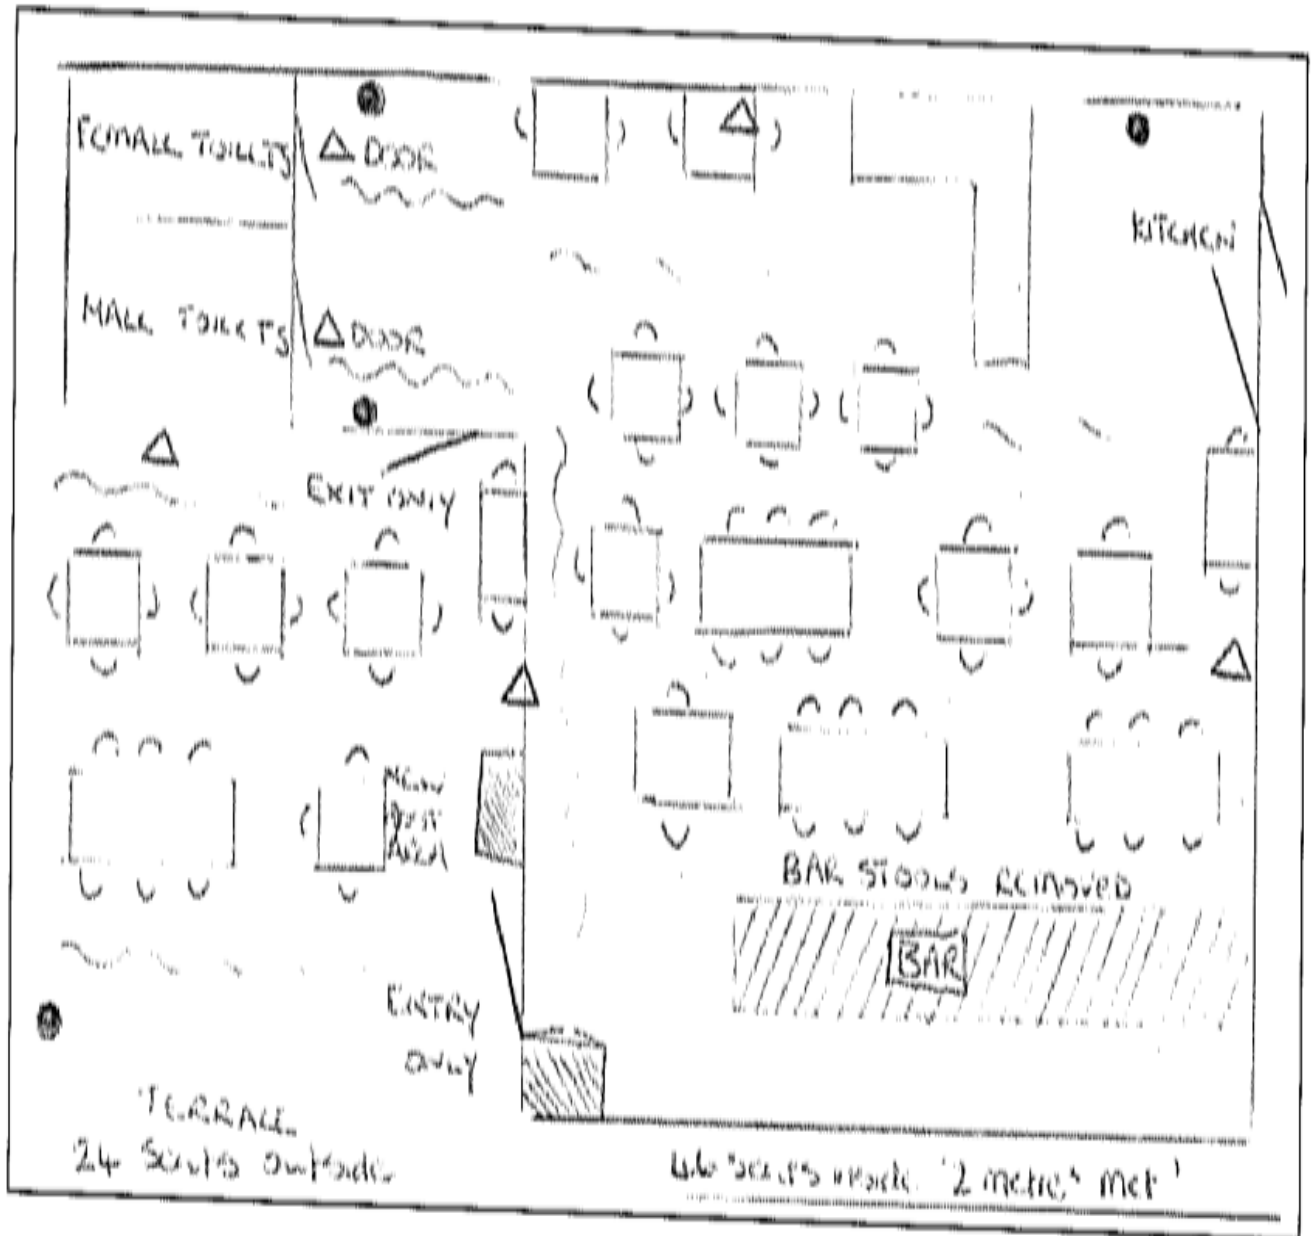 FEMALE TOILETS
△ DOOR
KITCHEN
MALE TOILETS
△ DOOR
EXIT ONLY
NEW
AREA
BAR STOOLS REMOVED
BAR
ENTRY
ONLY
TERRACE
24 Seats outside
46 seats inside '2 metres met'